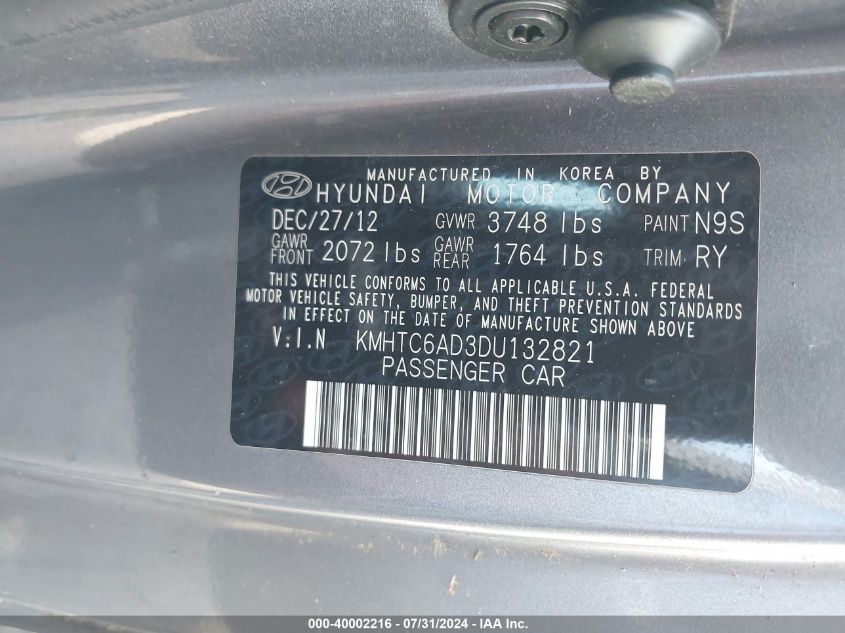 MANUFACTURED IN KOREA BY
HYUNDAI MOTOR COMPANY
DEC/27/12 GVWR 3748 lbs PAINT N9S
GAWR FRONT 2072 lbs GAWR REAR 1764 lbs TRIM RY
THIS VEHICLE CONFORMS TO ALL APPLICABLE U.S.A. FEDERAL
MOTOR VEHICLE SAFETY, BUMPER, AND THEFT PREVENTION STANDARDS
IN EFFECT ON THE DATE OF MANUFACTURE SHOWN ABOVE
V:I.N KMHTC6AD3DU132821
PASSENGER CAR
000-40002216 - 07/31/2024 - IAA Inc.